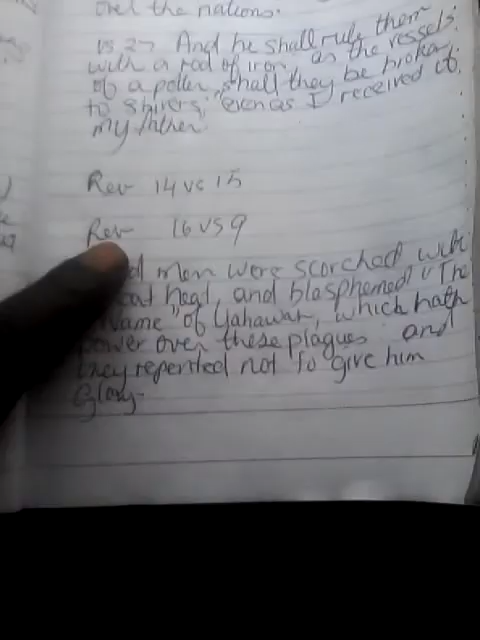 over the nations.
vs 27 And he shall rule them
with a rod of iron, as the vessels
of a potter shall they be broken
to shivers; even as I received of
my father.
Rev 14 vs 15
Rev 16 vs 9
men were scorched with
heat, and blasphemed "The
Name" of Yahawah, which hath
power over these plagues and
they repented not to give him
Glory-